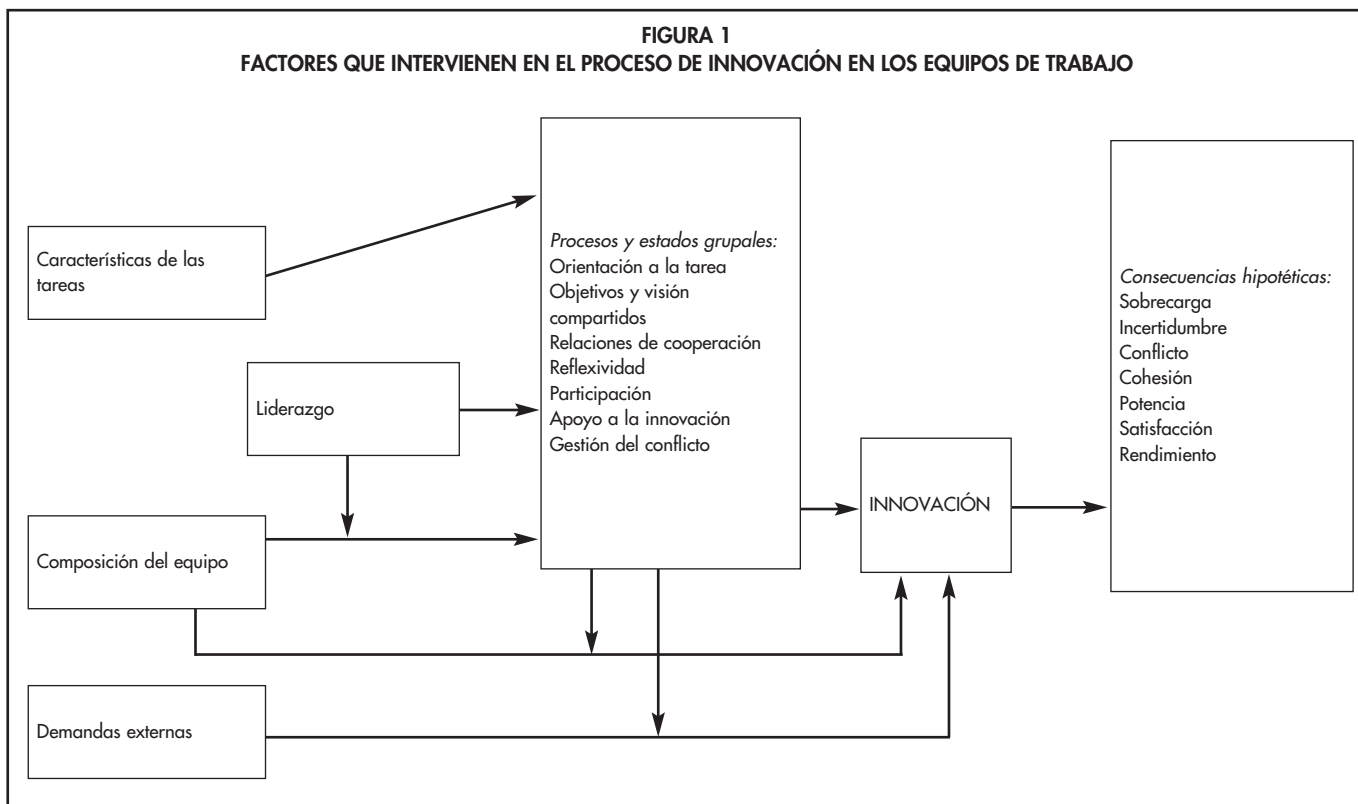 FIGURA 1
FACTORES QUE INTERVIENEN EN EL PROCESO DE INNOVACIÓN EN LOS EQUIPOS DE TRABAJO
Características de las
tareas
Liderazgo
Composición del equipo
Demandas externas
Procesos y estados grupales:
Orientación a la tarea
Objetivos y visión
compartidos
Relaciones de cooperación
Reflexividad
Participación
Apoyo a la innovación
Gestión del conflicto
INNOVACIÓN
Consecuencias hipotéticas:
Sobrecarga
Incertidumbre
Conflicto
Cohesión
Potencia
Satisfacción
Rendimiento